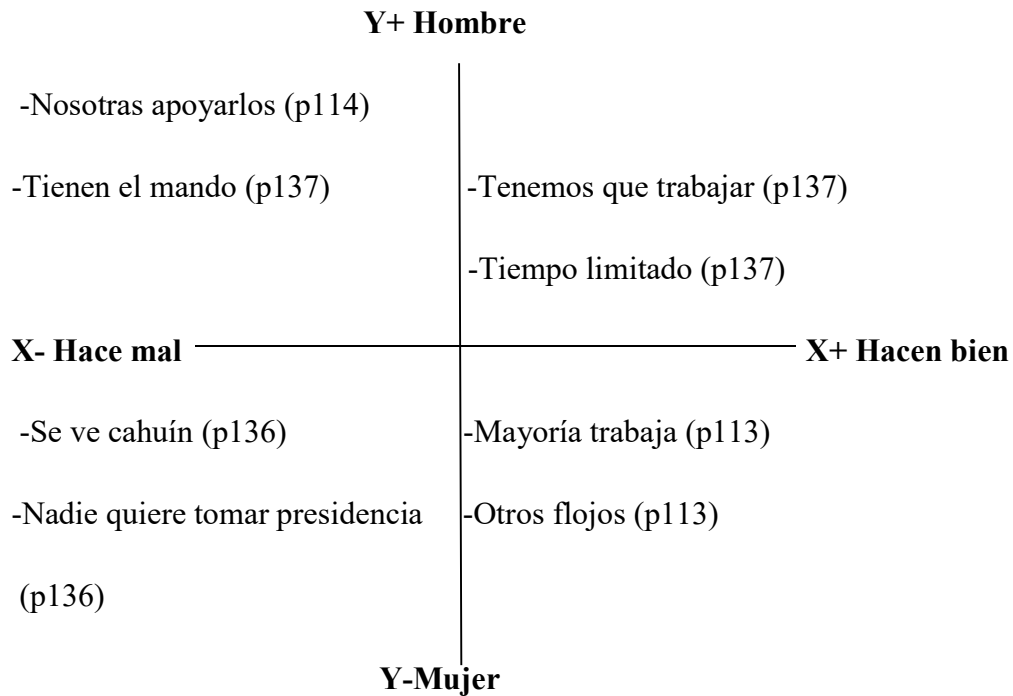 Y+ Hombre
-Nosotras apoyarlos (p114)
-Tienen el mando (p137)
-Tenemos que trabajar (p137)
-Tiempo limitado (p137)
X- Hace mal
X+ Hacen bien
-Se ve cahuín (p136)
-Mayoría trabaja (p113)
-Nadie quiere tomar presidencia
(p136)
-Otros flojos (p113)
Y-Mujer